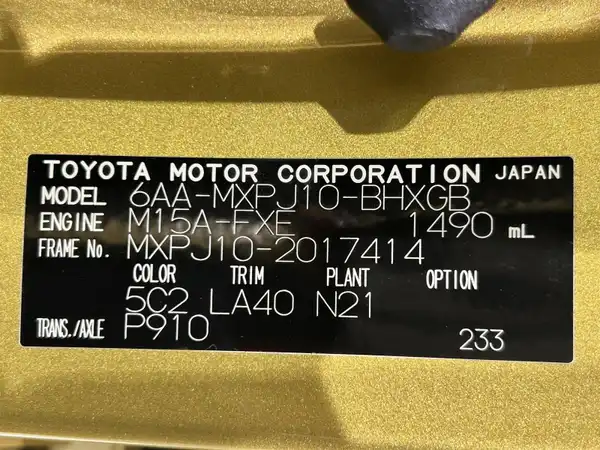 TOYOTA MOTOR CORPORATION JAPAN
MODEL 6AA-MXPJ10-BHXGB
ENGINE M15A-FXE 1490 mL
FRAME No. MXPJ10-2017414
COLOR TRIM PLANT OPTION
5C2 LA40 N21
TRANS./AXLE P910 233